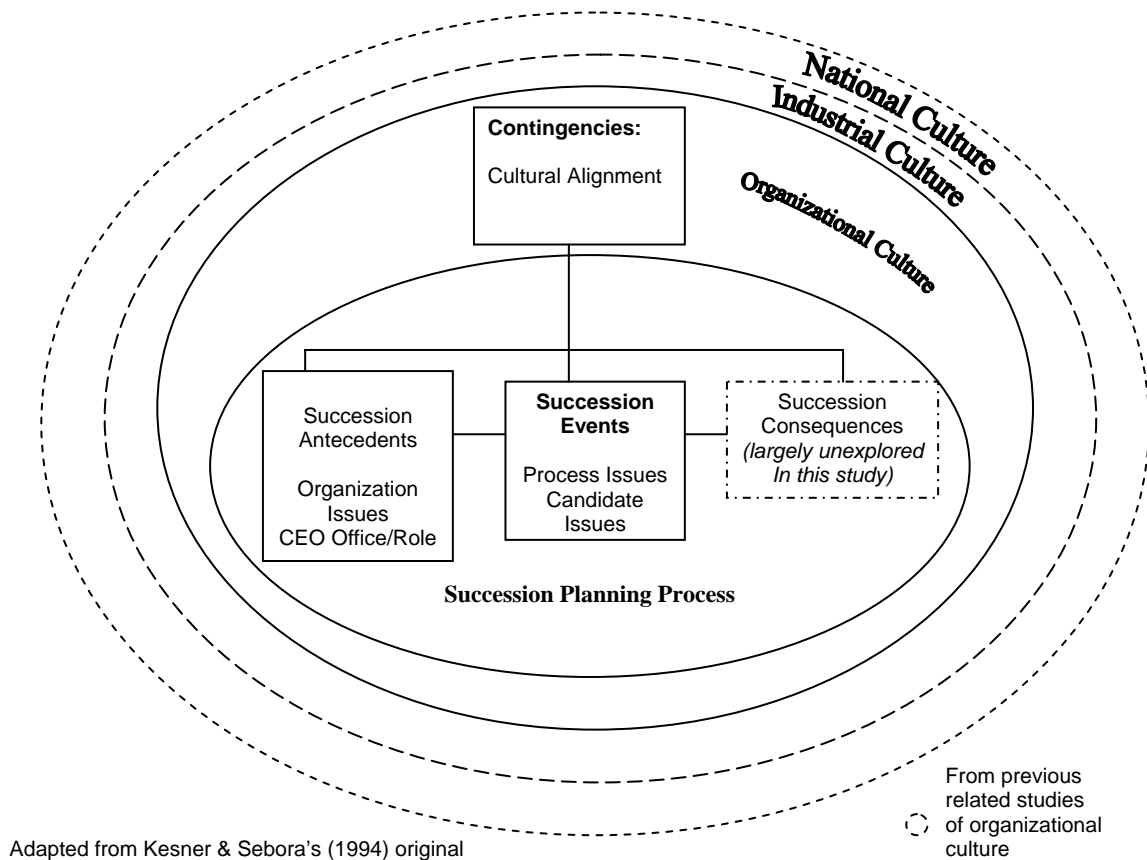 National Culture
Industrial Culture
Organizational Culture
Contingencies:
Cultural Alignment
Succession
Antecedents
Organization
Issues
CEO Office/Role
Succession
Events
Process Issues
Candidate
Issues
Succession
Consequences
(largely unexplored
In this study)
Succession Planning Process
From previous
related studies
of organizational
culture
Adapted from Kesner & Sebora’s (1994) original